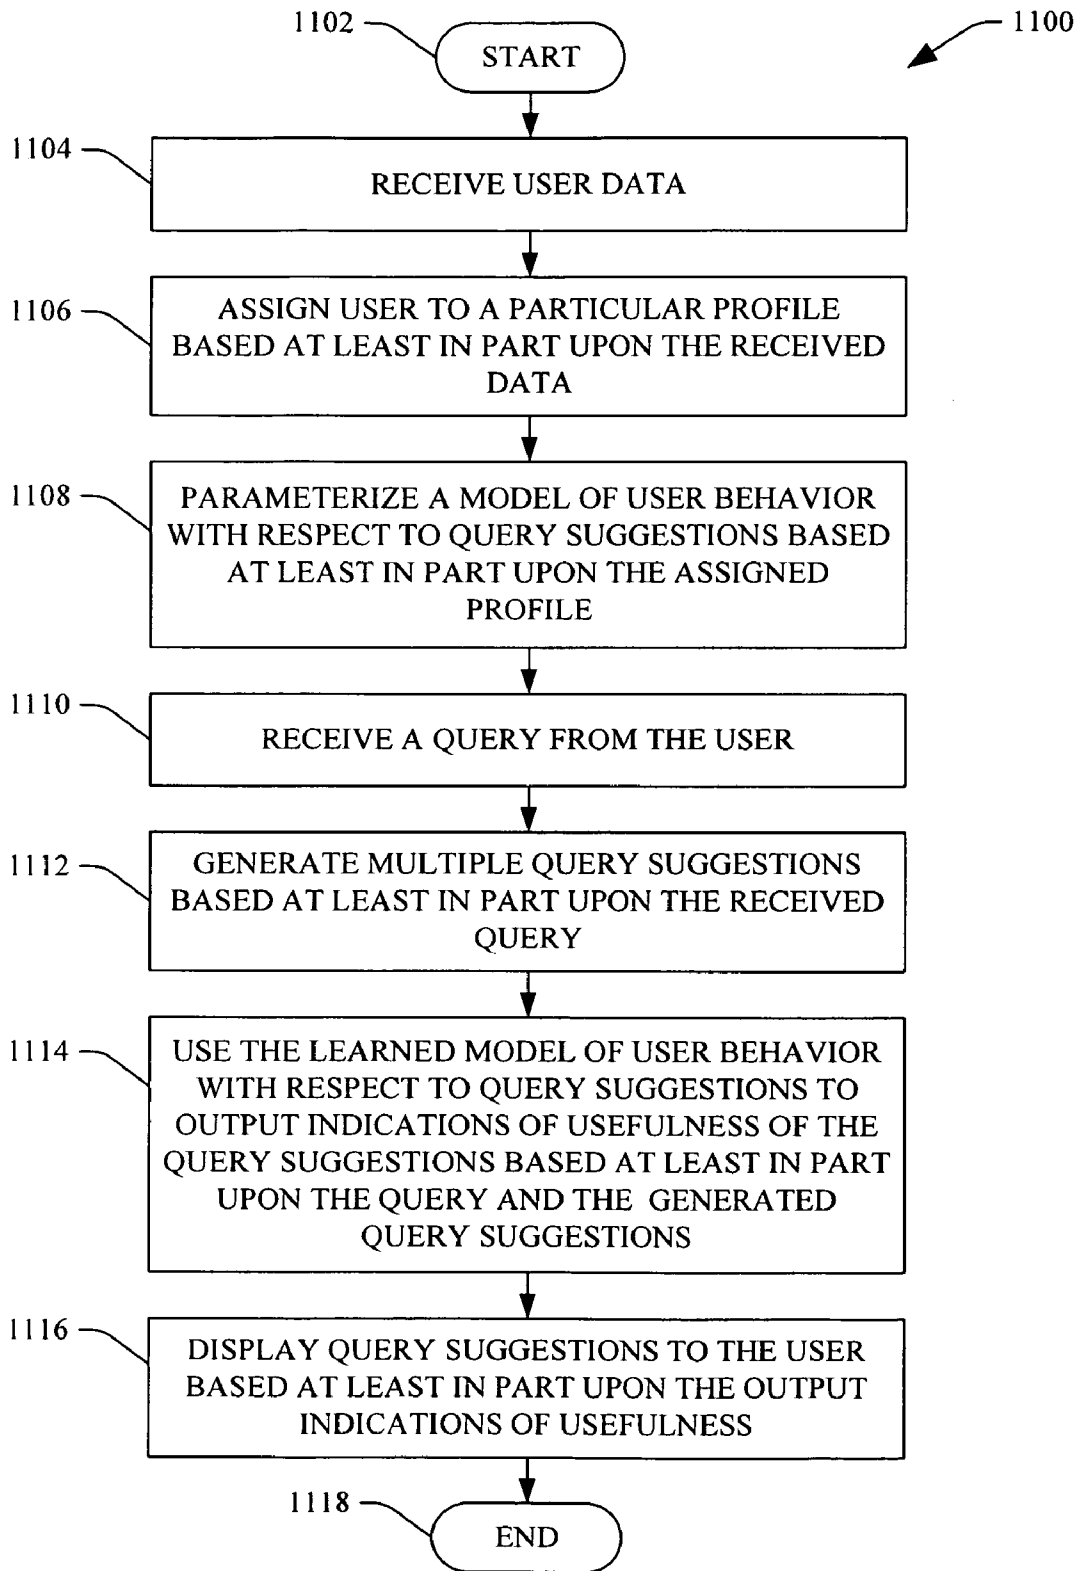 1102
START
1100
1104
RECEIVE USER DATA
1106
ASSIGN USER TO A PARTICULAR PROFILE
BASED AT LEAST IN PART UPON THE RECEIVED
DATA
1108
PARAMETERIZE A MODEL OF USER BEHAVIOR
WITH RESPECT TO QUERY SUGGESTIONS BASED
AT LEAST IN PART UPON THE ASSIGNED
PROFILE
1110
RECEIVE A QUERY FROM THE USER
1112
GENERATE MULTIPLE QUERY SUGGESTIONS
BASED AT LEAST IN PART UPON THE RECEIVED
QUERY
1114
USE THE LEARNED MODEL OF USER BEHAVIOR
WITH RESPECT TO QUERY SUGGESTIONS TO
OUTPUT INDICATIONS OF USEFULNESS OF THE
QUERY SUGGESTIONS BASED AT LEAST IN PART
UPON THE QUERY AND THE GENERATED
QUERY SUGGESTIONS
1116
DISPLAY QUERY SUGGESTIONS TO THE USER
BASED AT LEAST IN PART UPON THE OUTPUT
INDICATIONS OF USEFULNESS
1118
END